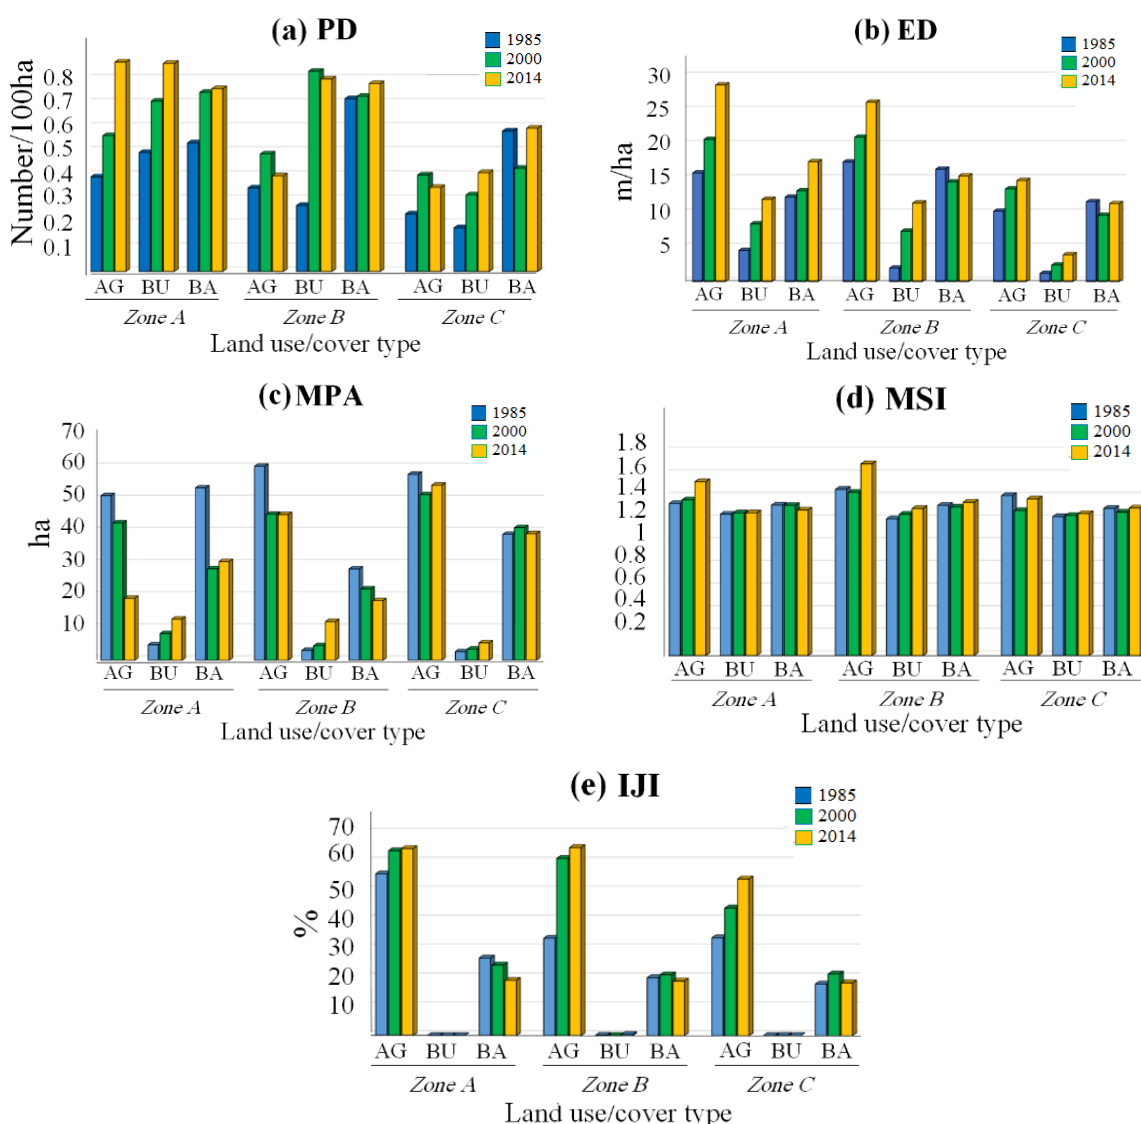 (a) PD
1985
2000
2014
Number/100ha
0.8
0.7
0.6
0.5
0.4
0.3
0.2
0.1
AG BU BA AG BU BA AG BU BA
Zone A Zone B Zone C
Land use/cover type
(b) ED
1985
2000
2014
m/ha
30
25
20
15
10
5
AG BU BA AG BU BA AG BU BA
Zone A Zone B Zone C
Land use/cover type
(c) MPA
1985
2000
2014
ha
70
60
50
40
30
20
10
AG BU BA AG BU BA AG BU BA
Zone A Zone B Zone C
Land use/cover type
(d) MSI
1985
2000
2014
1.8
1.6
1.4
1.2
1
0.8
0.6
0.4
0.2
AG BU BA AG BU BA AG BU BA
Zone A Zone B Zone C
Land use/cover type
(e) IJI
1985
2000
2014
%
70
60
50
40
30
20
10
AG BU BA AG BU BA AG BU BA
Zone A Zone B Zone C
Land use/cover type